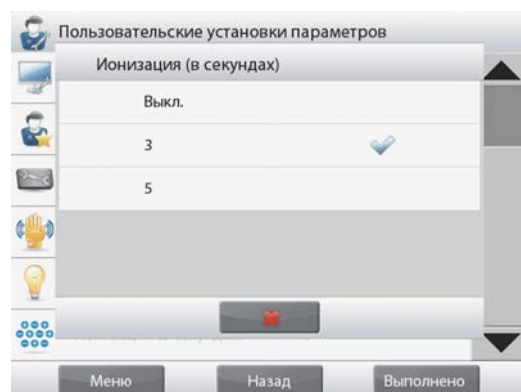 Пользовательские установки параметров
Ионизация (в секундах)
Выкл.
3
5
Меню
Назад
Выполнено